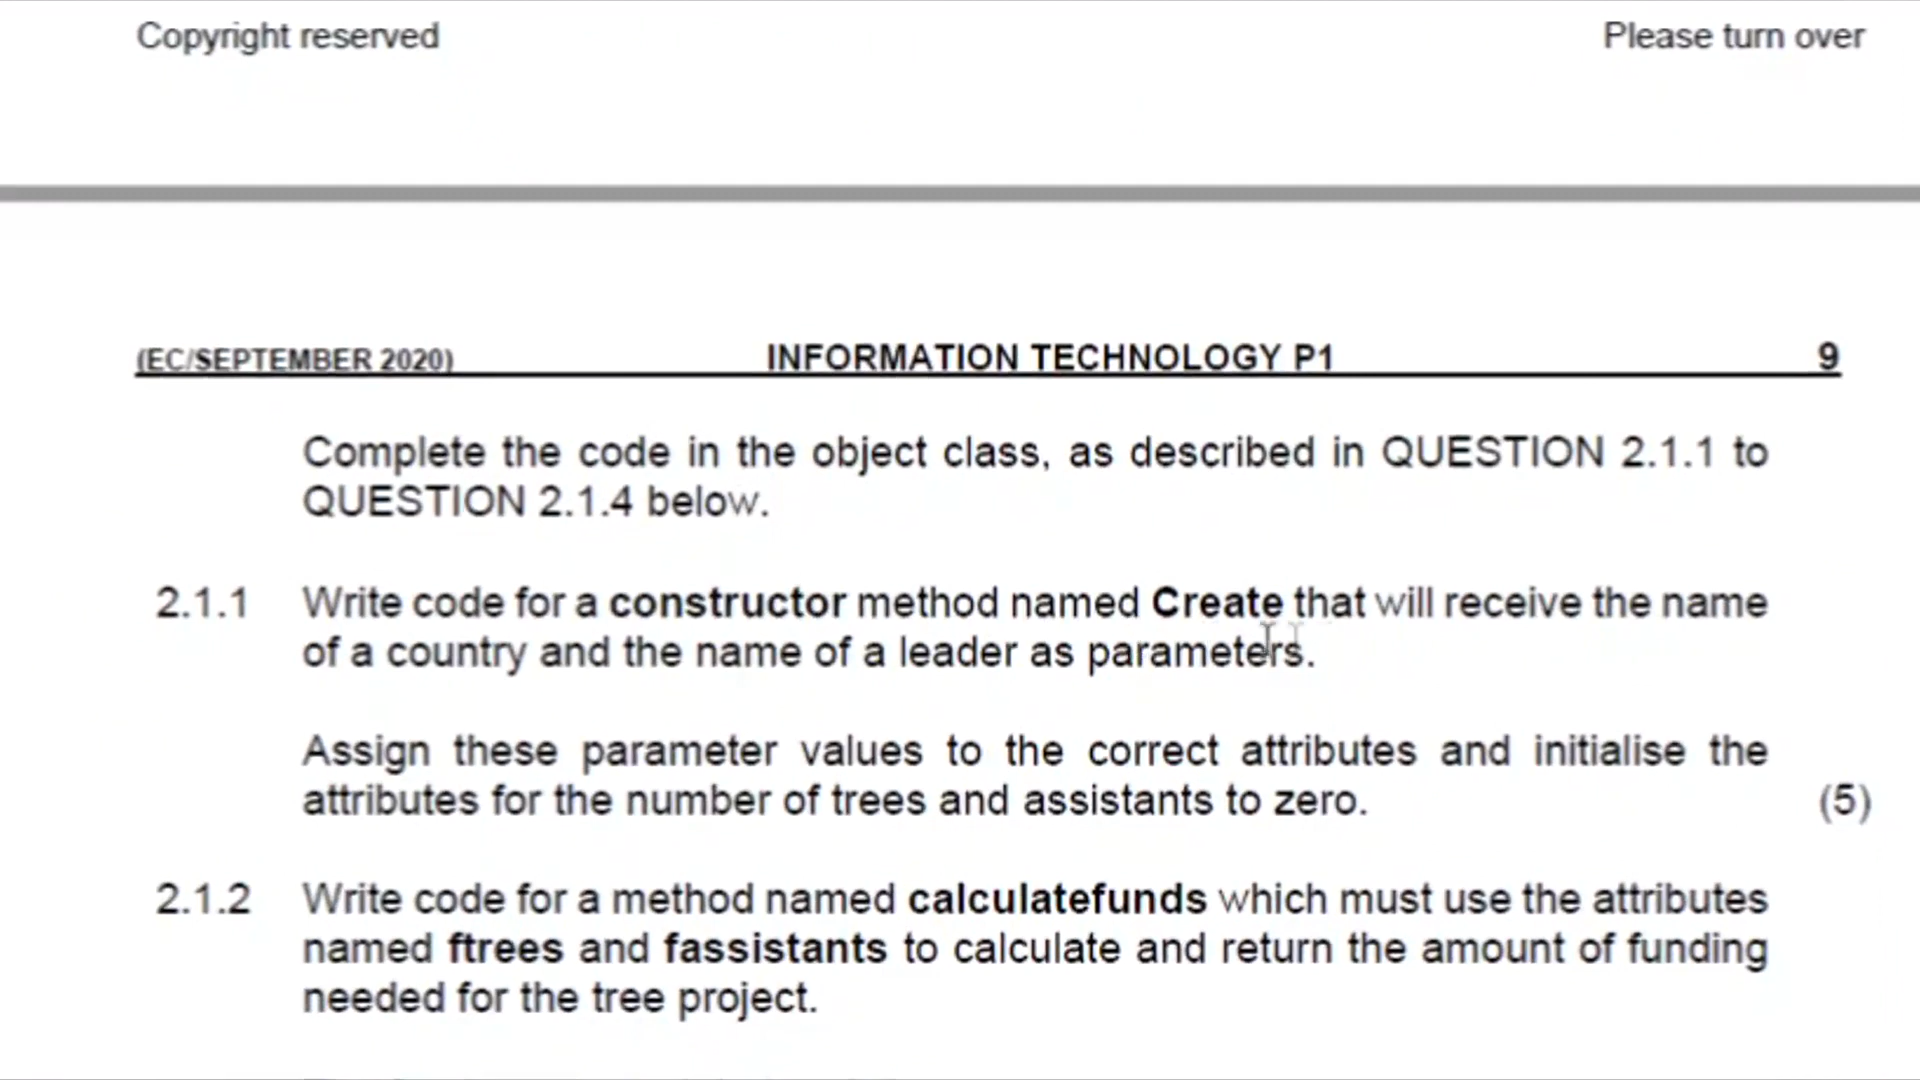 Copyright reserved
Please turn over
(EC/SEPTEMBER 2020)
INFORMATION TECHNOLOGY P1
9
Complete the code in the object class, as described in QUESTION 2.1.1 to
QUESTION 2.1.4 below.
2.1.1 Write code for a constructor method named Create that will receive the name
of a country and the name of a leader as parameters.
Assign these parameter values to the correct attributes and initialise the
attributes for the number of trees and assistants to zero. (5)
2.1.2 Write code for a method named calculatefunds which must use the attributes
named ftrees and fassistants to calculate and return the amount of funding
needed for the tree project.